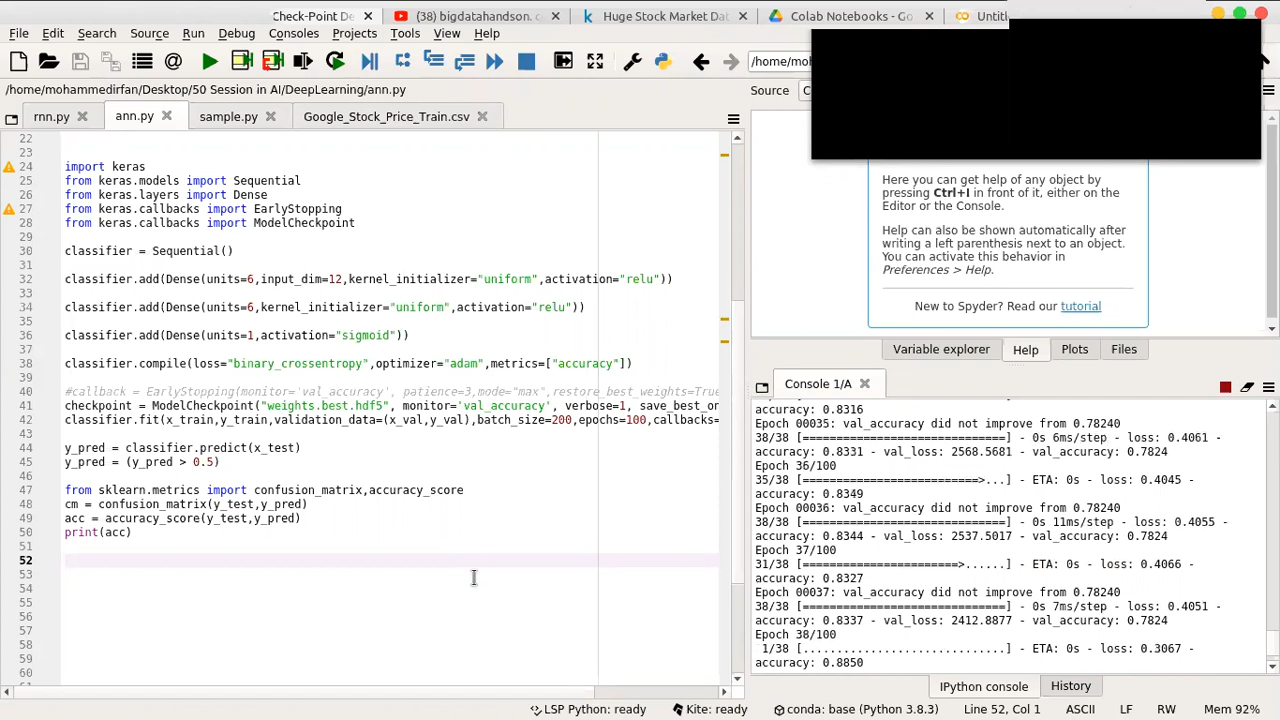 Check-Point De
(38) bigdatahandson.
Huge Stock Market Dat
Colab Notebooks - Go
Untitl
File Edit Search Source Run Debug Consoles Projects Tools View Help
/home/moh
/home/mohammedirfan/Desktop/50 Session in AI/DeepLearning/ann.py
Source
rnn.py
ann.py
sample.py
Google_Stock_Price_Train.csv
22
23
24 import keras
25 from keras.models import Sequential
26 from keras.layers import Dense
27 from keras.callbacks import EarlyStopping
28 from keras.callbacks import ModelCheckpoint
29
30 classifier = Sequential()
31
32 classifier.add(Dense(units=6,input_dim=12,kernel_initializer="uniform",activation="relu"))
33
34 classifier.add(Dense(units=6,kernel_initializer="uniform",activation="relu"))
35
36 classifier.add(Dense(units=1,activation="sigmoid"))
37
38 classifier.compile(loss="binary_crossentropy",optimizer="adam",metrics=["accuracy"])
39
40 #callback = EarlyStopping(monitor='val_accuracy', patience=3,mode="max",restore_best_weights=True
41 checkpoint = ModelCheckpoint("weights.best.hdf5", monitor='val_accuracy', verbose=1, save_best_on
42 classifier.fit(x_train,y_train,validation_data=(x_val,y_val),batch_size=200,epochs=100,callbacks=
43
44 y_pred = classifier.predict(x_test)
45 y_pred = (y_pred > 0.5)
46
47 from sklearn.metrics import confusion_matrix,accuracy_score
48 cm = confusion_matrix(y_test,y_pred)
49 acc = accuracy_score(y_test,y_pred)
50 print(acc)
51
52
53
54
55
56
57
58
59
60
Here you can get help of any object by
pressing Ctrl+I in front of it, either on the
Editor or the Console.
Help can also be shown automatically after
writing a left parenthesis next to an object.
You can activate this behavior in
Preferences > Help.
New to Spyder? Read our tutorial
Variable explorer Help Plots Files
Console 1/A
accuracy: 0.8316
Epoch 00035: val_accuracy did not improve from 0.78240
38/38 [==============================] - 0s 6ms/step - loss: 0.4061 -
accuracy: 0.8331 - val_loss: 2568.5681 - val_accuracy: 0.7824
Epoch 36/100
35/38 [==========================>...] - ETA: 0s - loss: 0.4045 -
accuracy: 0.8349
Epoch 00036: val_accuracy did not improve from 0.78240
38/38 [==============================] - 0s 11ms/step - loss: 0.4055 -
accuracy: 0.8344 - val_loss: 2537.5017 - val_accuracy: 0.7824
Epoch 37/100
31/38 [=======================>......] - ETA: 0s - loss: 0.4066 -
accuracy: 0.8327
Epoch 00037: val_accuracy did not improve from 0.78240
38/38 [==============================] - 0s 7ms/step - loss: 0.4051 -
accuracy: 0.8337 - val_loss: 2412.8877 - val_accuracy: 0.7824
Epoch 38/100
1/38 [..............................] - ETA: 0s - loss: 0.3067 -
accuracy: 0.8850
IPython console History
LSP Python: ready Kite: ready conda: base (Python 3.8.3) Line 52, Col 1 ASCII LF RW Mem 92%